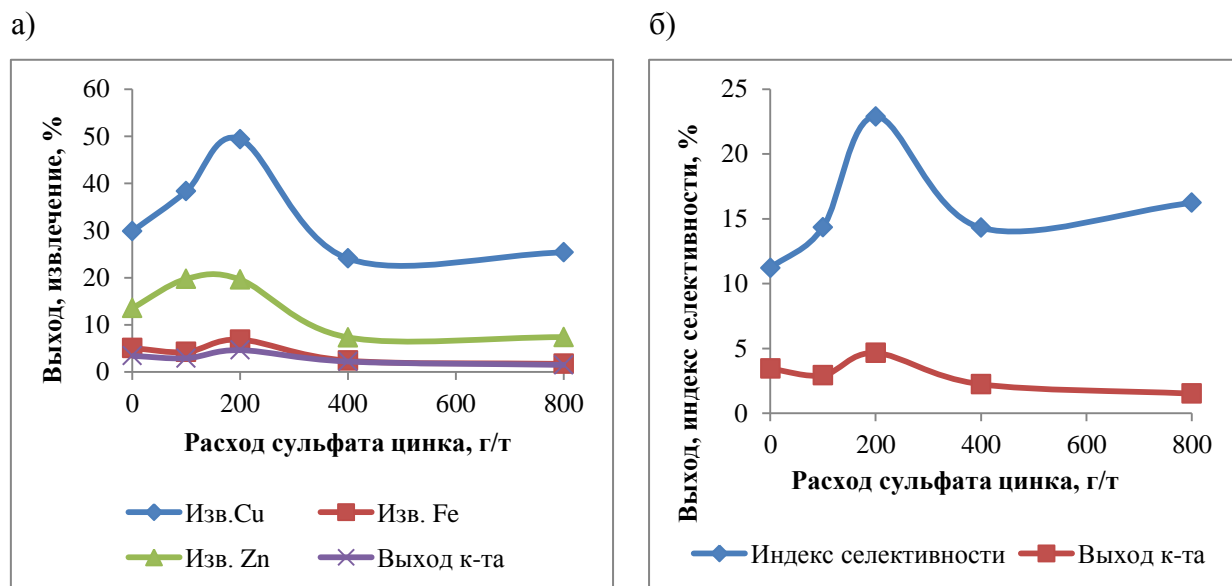 а)
60
50
40
30
20
10
0
0 200 400 600 800
Выход, извлечение, %
Расход сульфата цинка, г/т
Изв.Cu Изв. Fe
Изв. Zn Выход к-та
б)
25
20
15
10
5
0
0 200 400 600 800
Выход, индекс селективности, %
Расход сульфата цинка, г/т
Индекс селективности Выход к-та